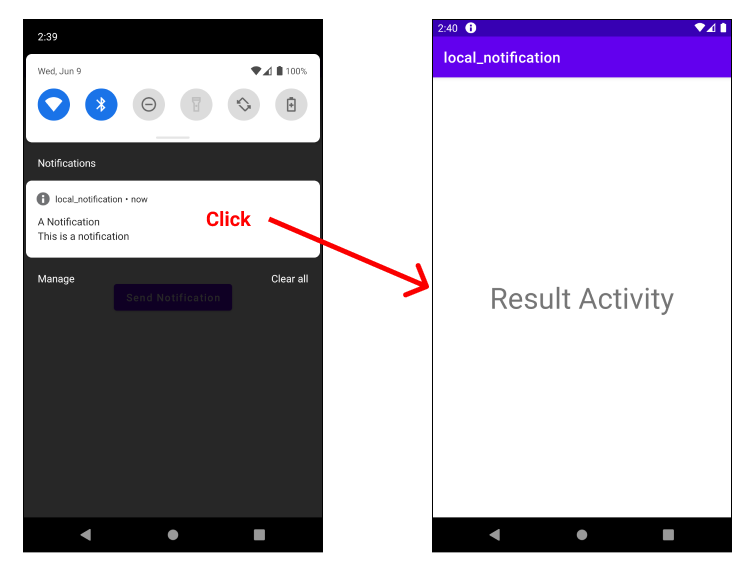 2:39
Wed, Jun 9
100%
Notifications
local_notification • now
A Notification
This is a notification
Click
Manage
Clear all
Send Notification
2:40
local_notification
Result Activity